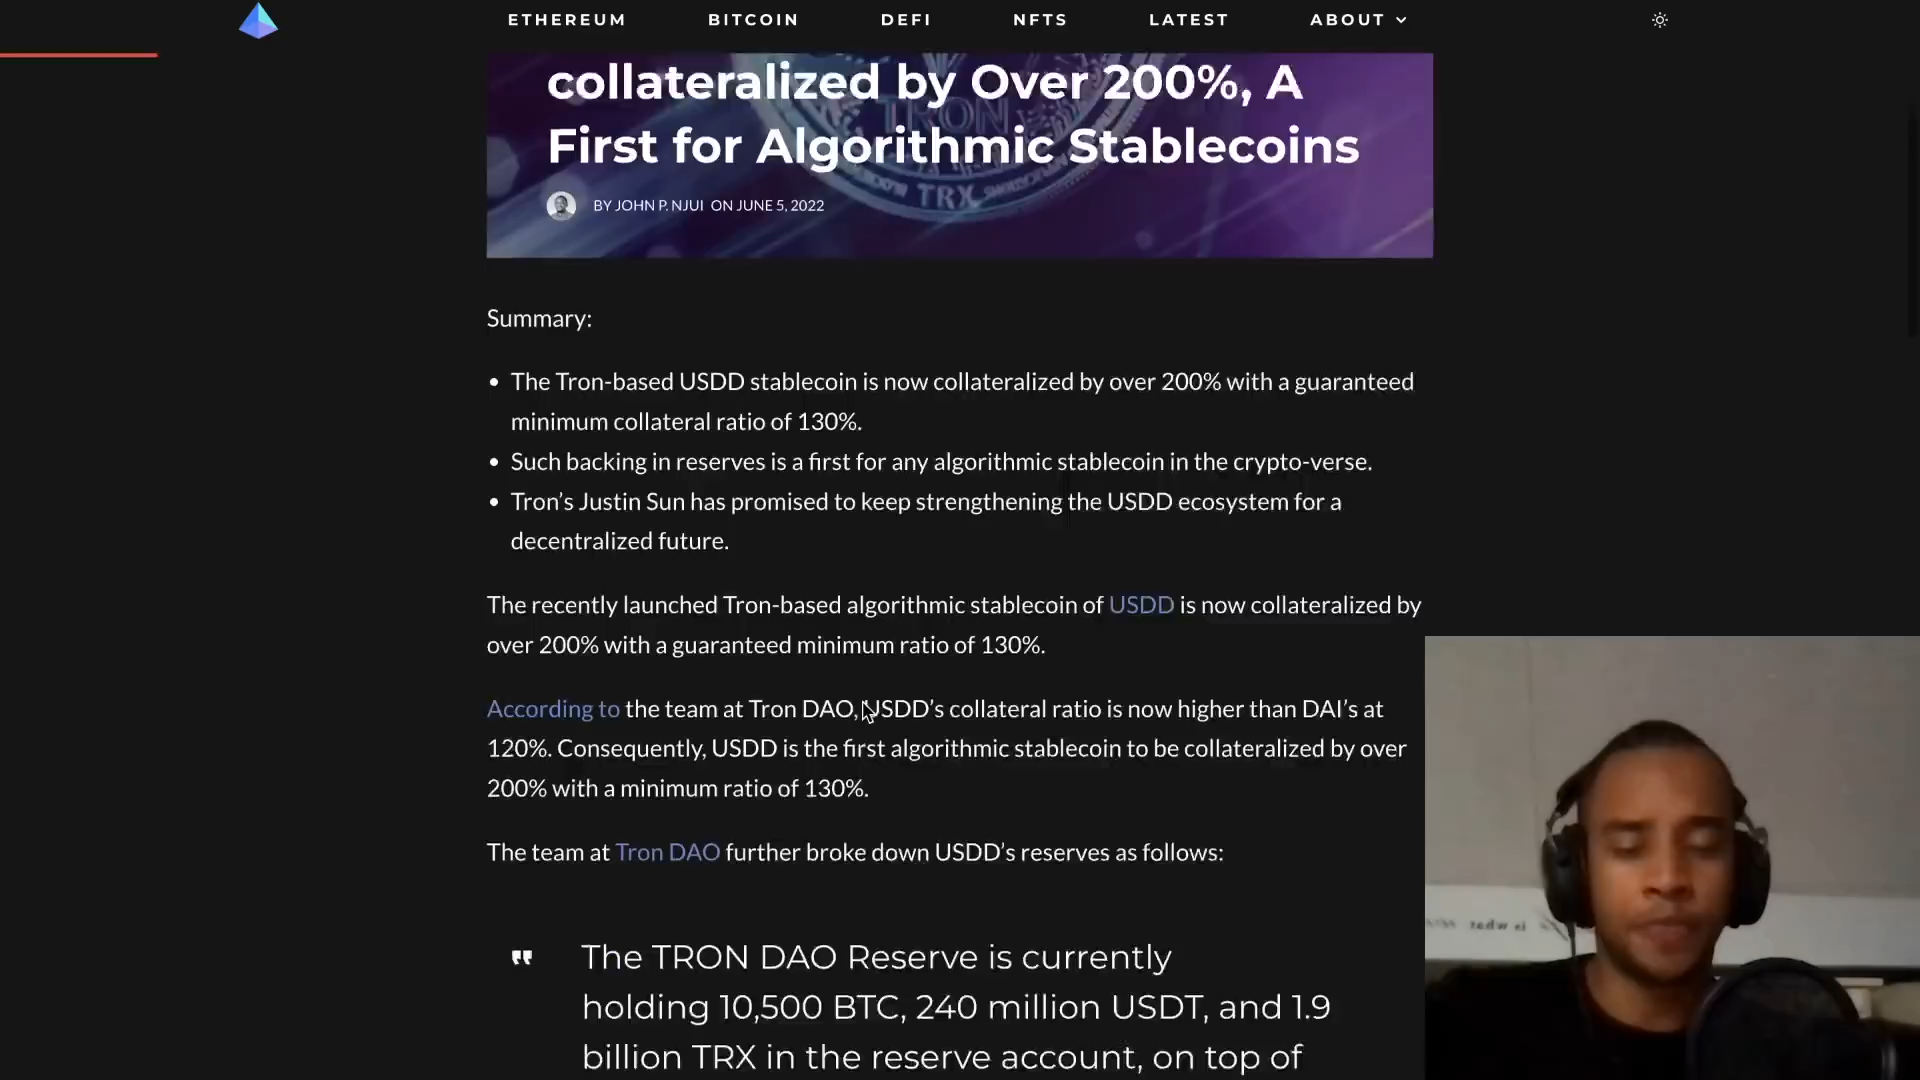 ETHEREUM BITCOIN DEFI NFTS LATEST ABOUT
collateralized by Over 200%, A
First for Algorithmic Stablecoins
TRON
TRX
BY JOHN P. NJUI ON JUNE 5, 2022
Summary:
• The Tron-based USDD stablecoin is now collateralized by over 200% with a guaranteed
minimum collateral ratio of 130%.
• Such backing in reserves is a first for any algorithmic stablecoin in the crypto-verse.
• Tron’s Justin Sun has promised to keep strengthening the USDD ecosystem for a
decentralized future.
The recently launched Tron-based algorithmic stablecoin of USDD is now collateralized by
over 200% with a guaranteed minimum ratio of 130%.
According to the team at Tron DAO, USDD’s collateral ratio is now higher than DAI’s at
120%. Consequently, USDD is the first algorithmic stablecoin to be collateralized by over
200% with a minimum ratio of 130%.
The team at Tron DAO further broke down USDD’s reserves as follows:
" The TRON DAO Reserve is currently
holding 10,500 BTC, 240 million USDT, and 1.9
billion TRX in the reserve account, on top of
is what